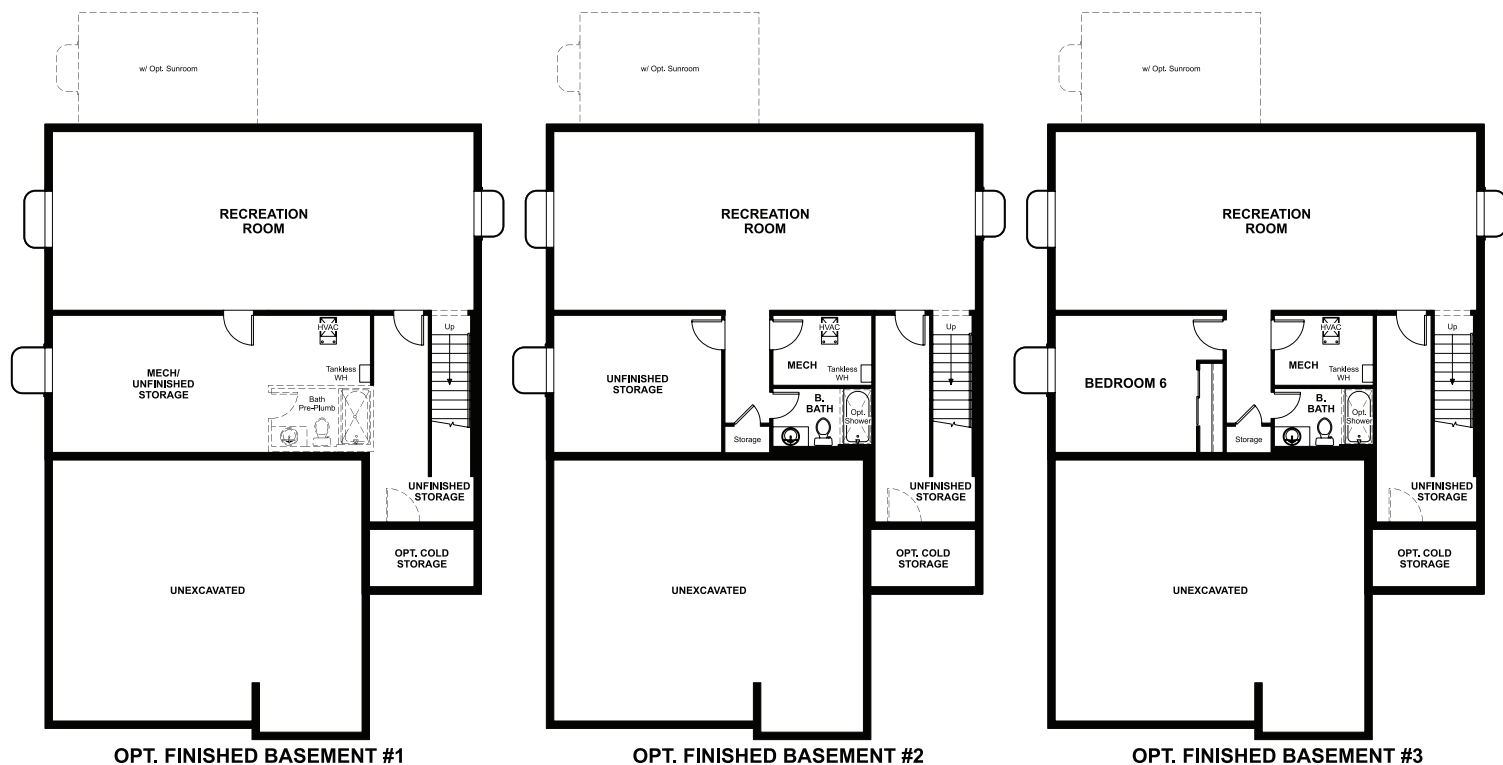 w/ Opt. Sunroom
RECREATION
ROOM
HVAC
Up
MECH/
UNFINISHED
STORAGE
Tankless
WH
Bath
Pre-Plumb
UNFINISHED
STORAGE
OPT. COLD
STORAGE
UNEXCAVATED
OPT. FINISHED BASEMENT #1
w/ Opt. Sunroom
RECREATION
ROOM
HVAC
Up
MECH
Tankless
WH
UNFINISHED
STORAGE
B.
BATH
Opt.
Shower
Storage
UNFINISHED
STORAGE
OPT. COLD
STORAGE
UNEXCAVATED
OPT. FINISHED BASEMENT #2
w/ Opt. Sunroom
RECREATION
ROOM
HVAC
Up
MECH
Tankless
WH
BEDROOM 6
B.
BATH
Opt.
Shower
Storage
UNFINISHED
STORAGE
OPT. COLD
STORAGE
UNEXCAVATED
OPT. FINISHED BASEMENT #3